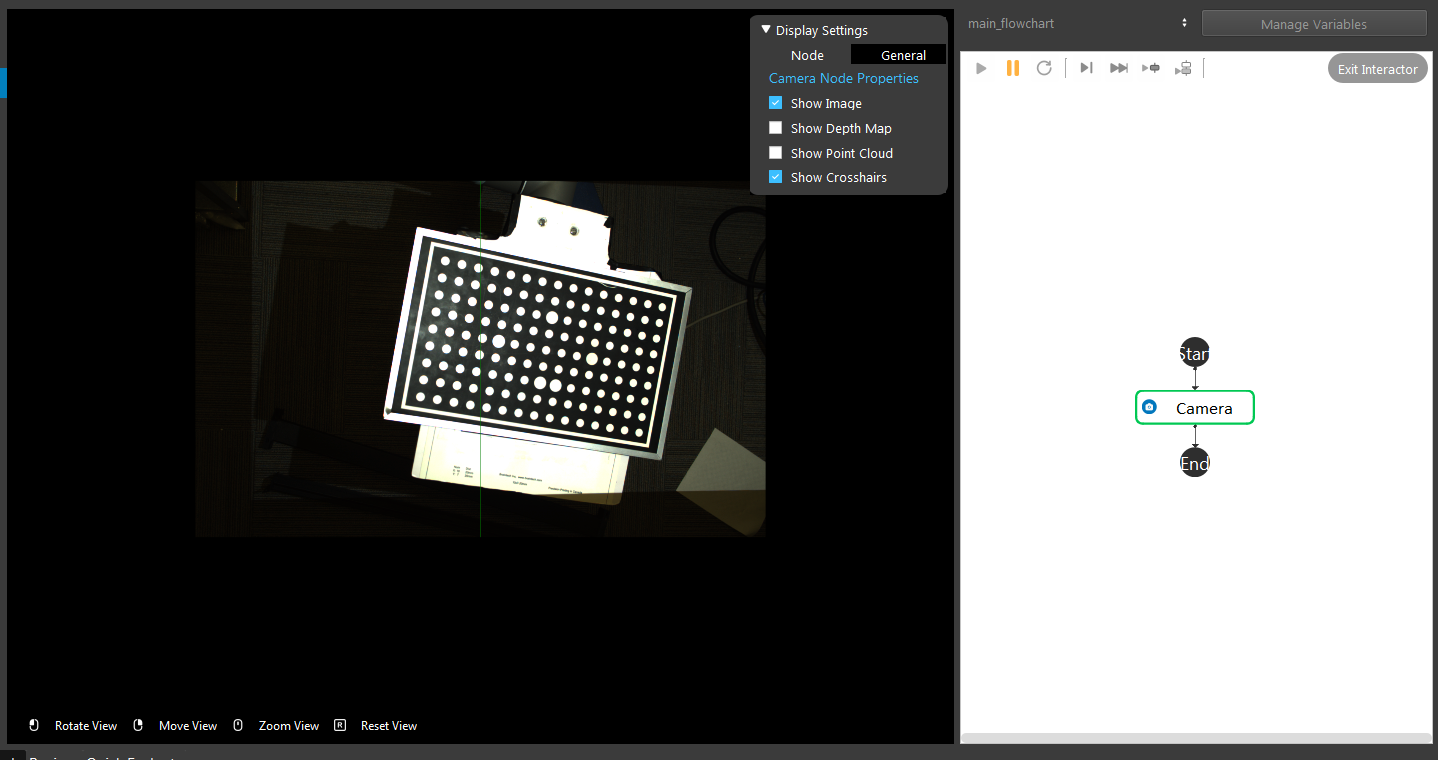 Display Settings
Node
General
Camera Node Properties
Show Image
Show Depth Map
Show Point Cloud
Show Crosshairs
Rotate View
Move View
Zoom View
R
Reset View
main_flowchart
Manage Variables
Exit Interactor
Start
Camera
End